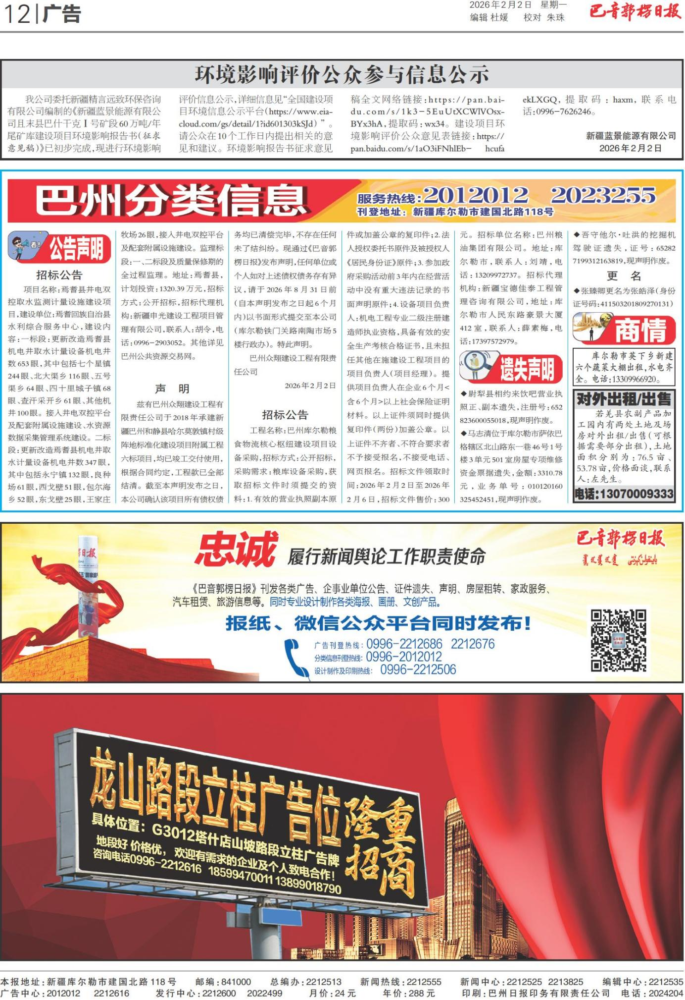 12 广告
2026年2月2日 星期一
编辑 杜媛 校对 朱珠
巴音郭楞日报
环境影响评价公众参与信息公示
我公司委托新疆精言远致环保咨询
有限公司编制的《新疆蓝景能源有限公
司且末县巴什干克Ⅰ号矿段60万吨/年
尾矿库建设项目环境影响报告书(征求
意见稿)》已初步完成,现进行环境影响
评价信息公示,详细信息见“全国建设项
目环境信息公示平台(https://www.eia-
cloud.com/gs/detail/1?id601303kSJd)”。
请公众在10个工作日内提出相关的意
见和建议。环境影响报告书征求意见
稿全文网络链接:https://pan.bai-
du.com/s/1k3-5EuUtXCWlVOsx-
BYx3hA,提取码:wx34。建设项目环
境影响评价公众意见表链接:https://
pan.baidu.com/s/1aO3iFNhlEb- hcufa
ekLXGQ,提取码:haxm,联系电
话:0996-7626246。
新疆蓝景能源有限公司
2026年2月2日
巴州分类信息
服务热线:2012012 2023255
刊登地址:新疆库尔勒市建国北路118号
看!
公告声明
招标公告
项目名称:焉耆县井电双
控取水监测计量设施建设项
目,建设单位:焉耆回族自治县
水利综合服务中心,建设内
容:一标段:更新改造焉耆县
机电井取水计量设备机电井
数653眼,其中包括七个星镇
244眼、北大渠乡116眼、五号
渠乡64眼、四十里城子镇68
眼、查汗采开乡61眼、其他机
井100眼。接入井电双控平台
及配套附属设施建设、水资源
数据采集管理系统建设。二标
段:更新改造焉耆县机电井取
水计量设备机电井数347眼,
其中包括永宁镇132眼,良种
场61眼,西戈壁51眼,包尔海
乡52眼,东戈壁25眼,王家庄
牧场26眼,接入井电双控平台
及配套附属设施建设。监理标
段:一、二标段及质量保修期的
全过程监理。地址:焉耆县,
计划投资:1320.39万元,招标
方式:公开招标,招标代理机
构:新疆申光建设工程项目管
理有限公司,联系人:胡令,电
话:0996-2903052。其他详见
巴州公共资源交易网。
声 明
兹有巴州众翔建设工程有
限责任公司于2018年承建新
疆巴州和静县哈尔莫敦镇村级
阵地标准化建设项目附属工程
六标项目,均已竣工交付使用,
根据合同约定,工程款已全部
结清。截至本声明发布之日,
本公司确认该项目所有债权债
务均已清偿完毕,不存在任何
未了结纠纷。现通过《巴音郭
楞日报》发布声明,任何单位或
个人如对上述债权债务存有异
议,请于2026年8月31日前
(自本声明发布之日起6个月
内)以书面形式提交至本公司
(库尔勒铁门关路南陶市场5
楼行政办)。特此声明。
巴州众翔建设工程有限责
任公司
2026年2月2日
招标公告
工程名称:巴州库尔勒粮
食物流核心枢纽建设项目设
备采购,招标方式:公开招标,
采购需求:粮库设备采购,获
取招标文件时须提交的资
料:1.有效的营业执照副本原
件或加盖公章的复印件;2.法
人授权委托书原件及被授权人
《居民身份证》原件;3.参加政
府采购活动前3年内在经营活
动中没有重大违法记录的书
面声明原件;4.设备项目负责
人:机电工程专业二级注册建
造师执业资格,具备有效的安
全生产考核合格证书,且未担
任其他在施建设工程项目的
项目负责人(项目经理)。提
供项目负责人在企业6个月<
含6个月>以上社会保险证明
材料。以上证件须同时提供
复印件(两份)加盖公章。以
上证件不齐者、不符合要求者
不予接受报名,不接受电话、
网页报名。招标文件领取时
间:2026年2月2日至2026年
2月6日,招标文件售价:300
元。招标单位名称:巴州粮
油集团有限公司。地址:库
尔勒市,联系人:刘靖,电
话:13209972737。招标代理
机构:新疆宝德佳泰工程管
理咨询有限公司,地址:库
尔勒市人民东路豪景大厦
412室,联系人:薛素梅,电
话:17397572979。
遗失声明
◆尉犁县相约来饮吧营业执
照正、副本遗失,注册号:652
823600055018,现声明作废。
◆马志清位于库尔勒市萨依巴
格辖区北山路东一巷46号1号
楼3单元501室房屋专项维修
资金票据遗失,金额:3310.78
元,业务单号:010120160
325452451,现声明作废。
◆吾守他尔·吐洪的挖掘机
驾驶证遗失,证号:65282
7199312163819,现声明作废。
更 名
◆张臻卿更名为张皓泽(身份
证号码:411503201809270131)
商情
库尔勒市英下乡新建
六个蔬菜大棚出租,水电齐
全。电话:13309966920。
对外出租/出售
若羌县农副产品加
工园内有两处土地及场
房对外出租/出售(可根
据需要部分出租),土地
面积分别为:76.5亩、
53.78亩,价格面谈,联系
人:左先生。
电话:13070009333
忠诚 履行新闻舆论工作职责使命
巴音郭楞日报
《巴音郭楞日报》刊发各类广告、企事业单位公告、证件遗失、声明、房屋租转、家政服务、
汽车租赁、旅游信息等。同时专业设计制作各类海报、画册、文创产品。
报纸、微信公众平台同时发布!
广告刊登热线:0996-2212686 2212676
分类信息刊登热线:0996-2012012
设计制作及印刷热线: 0996-2212506
龙山路段立柱广告位
隆重
招商
具体位置:G3012塔什店山坡路段立柱广告牌
地段好 价格优, 欢迎有需求的企业及个人致电合作!
咨询电话0996-2212616 18599470011 13899018790
本报地址:新疆库尔勒市建国北路118号 邮编:841000 总编办:2212513 新闻热线:2212555 新闻中心:2212525 2213825 编辑中心:2212535
广告中心:2012012 2212616 发行中心:2212600 2022499 月价:24元 年价:288元 印刷:巴州日报印务有限责任公司 电话:2024204